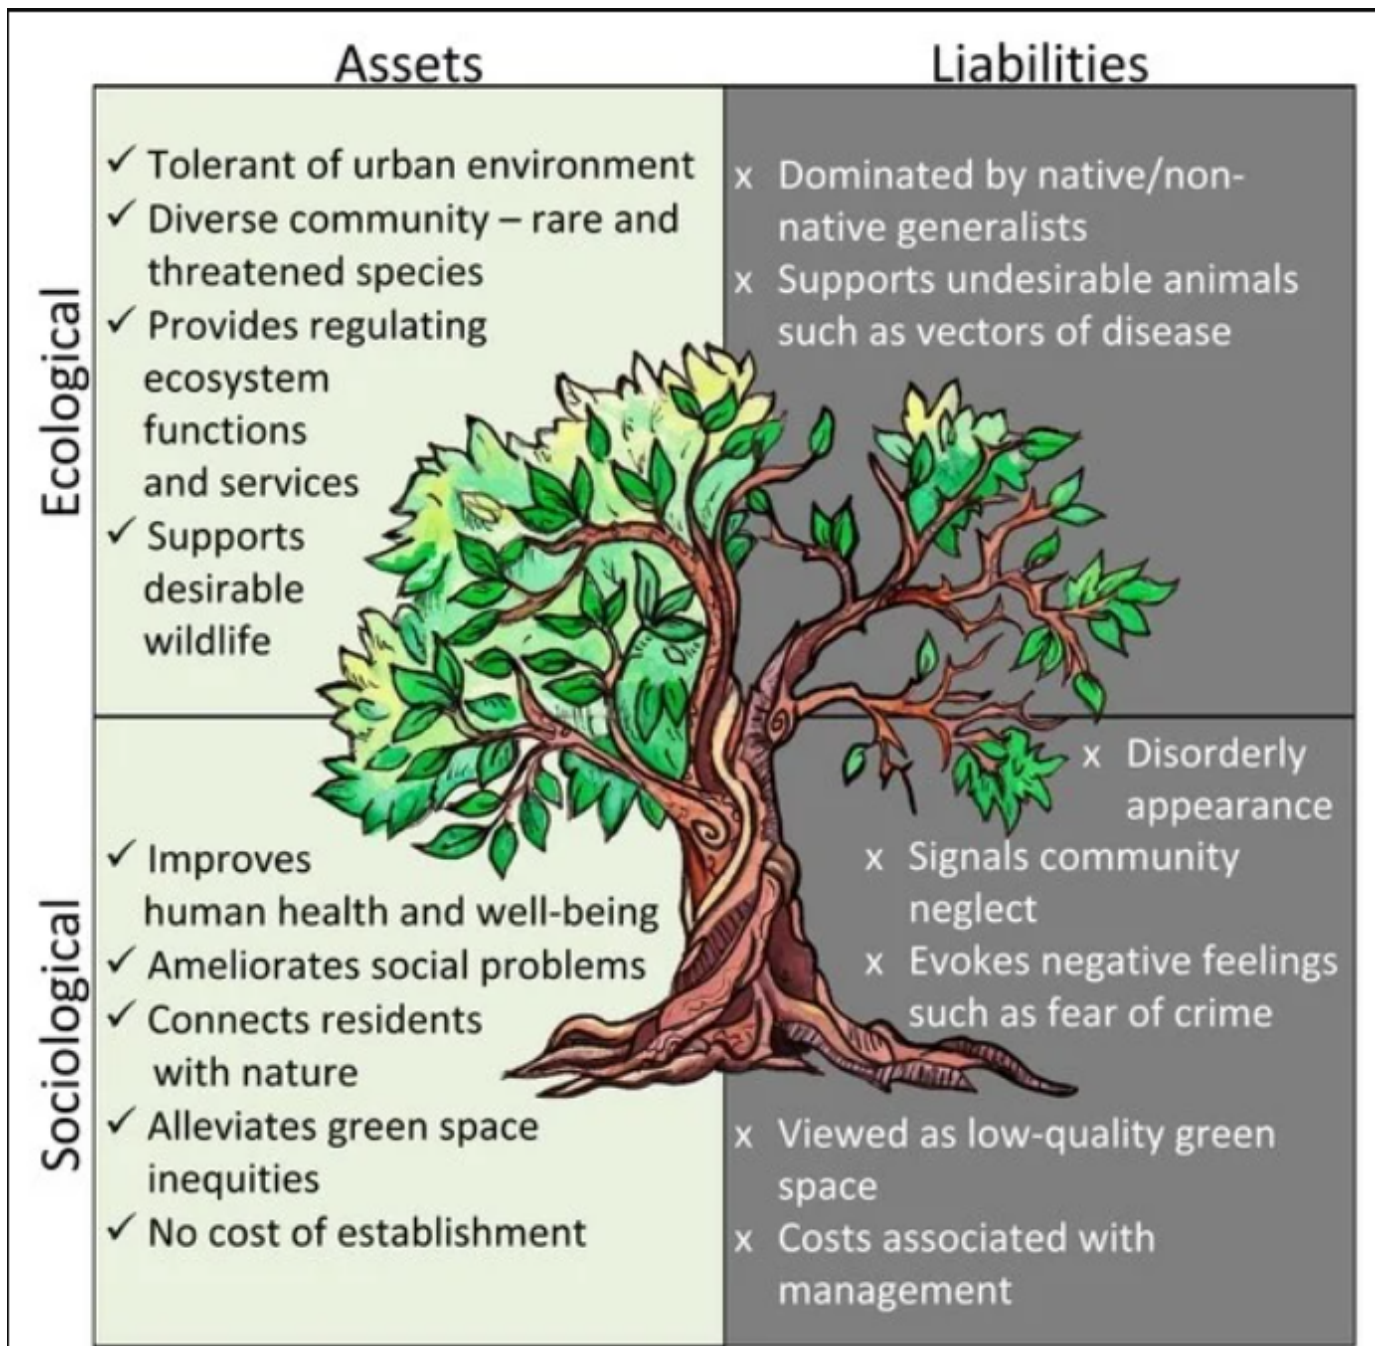 Assets
Liabilities
Ecological
✓ Tolerant of urban environment
✓ Diverse community – rare and
threatened species
✓ Provides regulating
ecosystem
functions
and services
✓ Supports
desirable
wildlife
x Dominated by native/non-
native generalists
x Supports undesirable animals
such as vectors of disease
Sociological
✓ Improves
human health and well-being
✓ Ameliorates social problems
✓ Connects residents
with nature
✓ Alleviates green space
inequities
✓ No cost of establishment
x Disorderly
appearance
x Signals community
neglect
x Evokes negative feelings
such as fear of crime
x Viewed as low-quality green
space
x Costs associated with
management